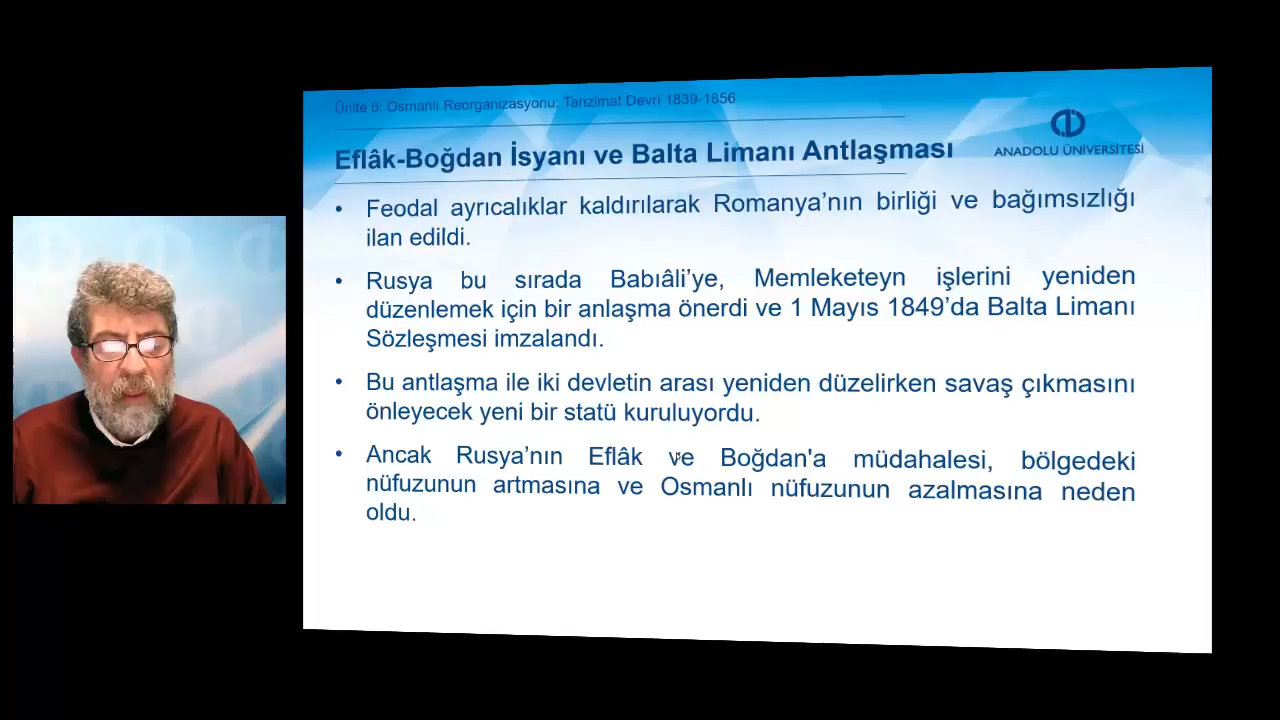 Ünite 6: Osmanlı Reorganizasyonu: Tanzimat Devri 1839-1856
Eflâk-Boğdan İsyanı ve Balta Limanı Antlaşması
ANADOLU ÜNİVERSİTESİ
• Feodal ayrıcalıklar kaldırılarak Romanya’nın birliği ve bağımsızlığı
ilan edildi.
• Rusya bu sırada Babıâli’ye, Memleketeyn işlerini yeniden
düzenlemek için bir anlaşma önerdi ve 1 Mayıs 1849’da Balta Limanı
Sözleşmesi imzalandı.
• Bu antlaşma ile iki devletin arası yeniden düzelirken savaş çıkmasını
önleyecek yeni bir statü kuruluyordu.
• Ancak Rusya’nın Eflâk ve Boğdan'a müdahalesi, bölgedeki
nüfuzunun artmasına ve Osmanlı nüfuzunun azalmasına neden
oldu.